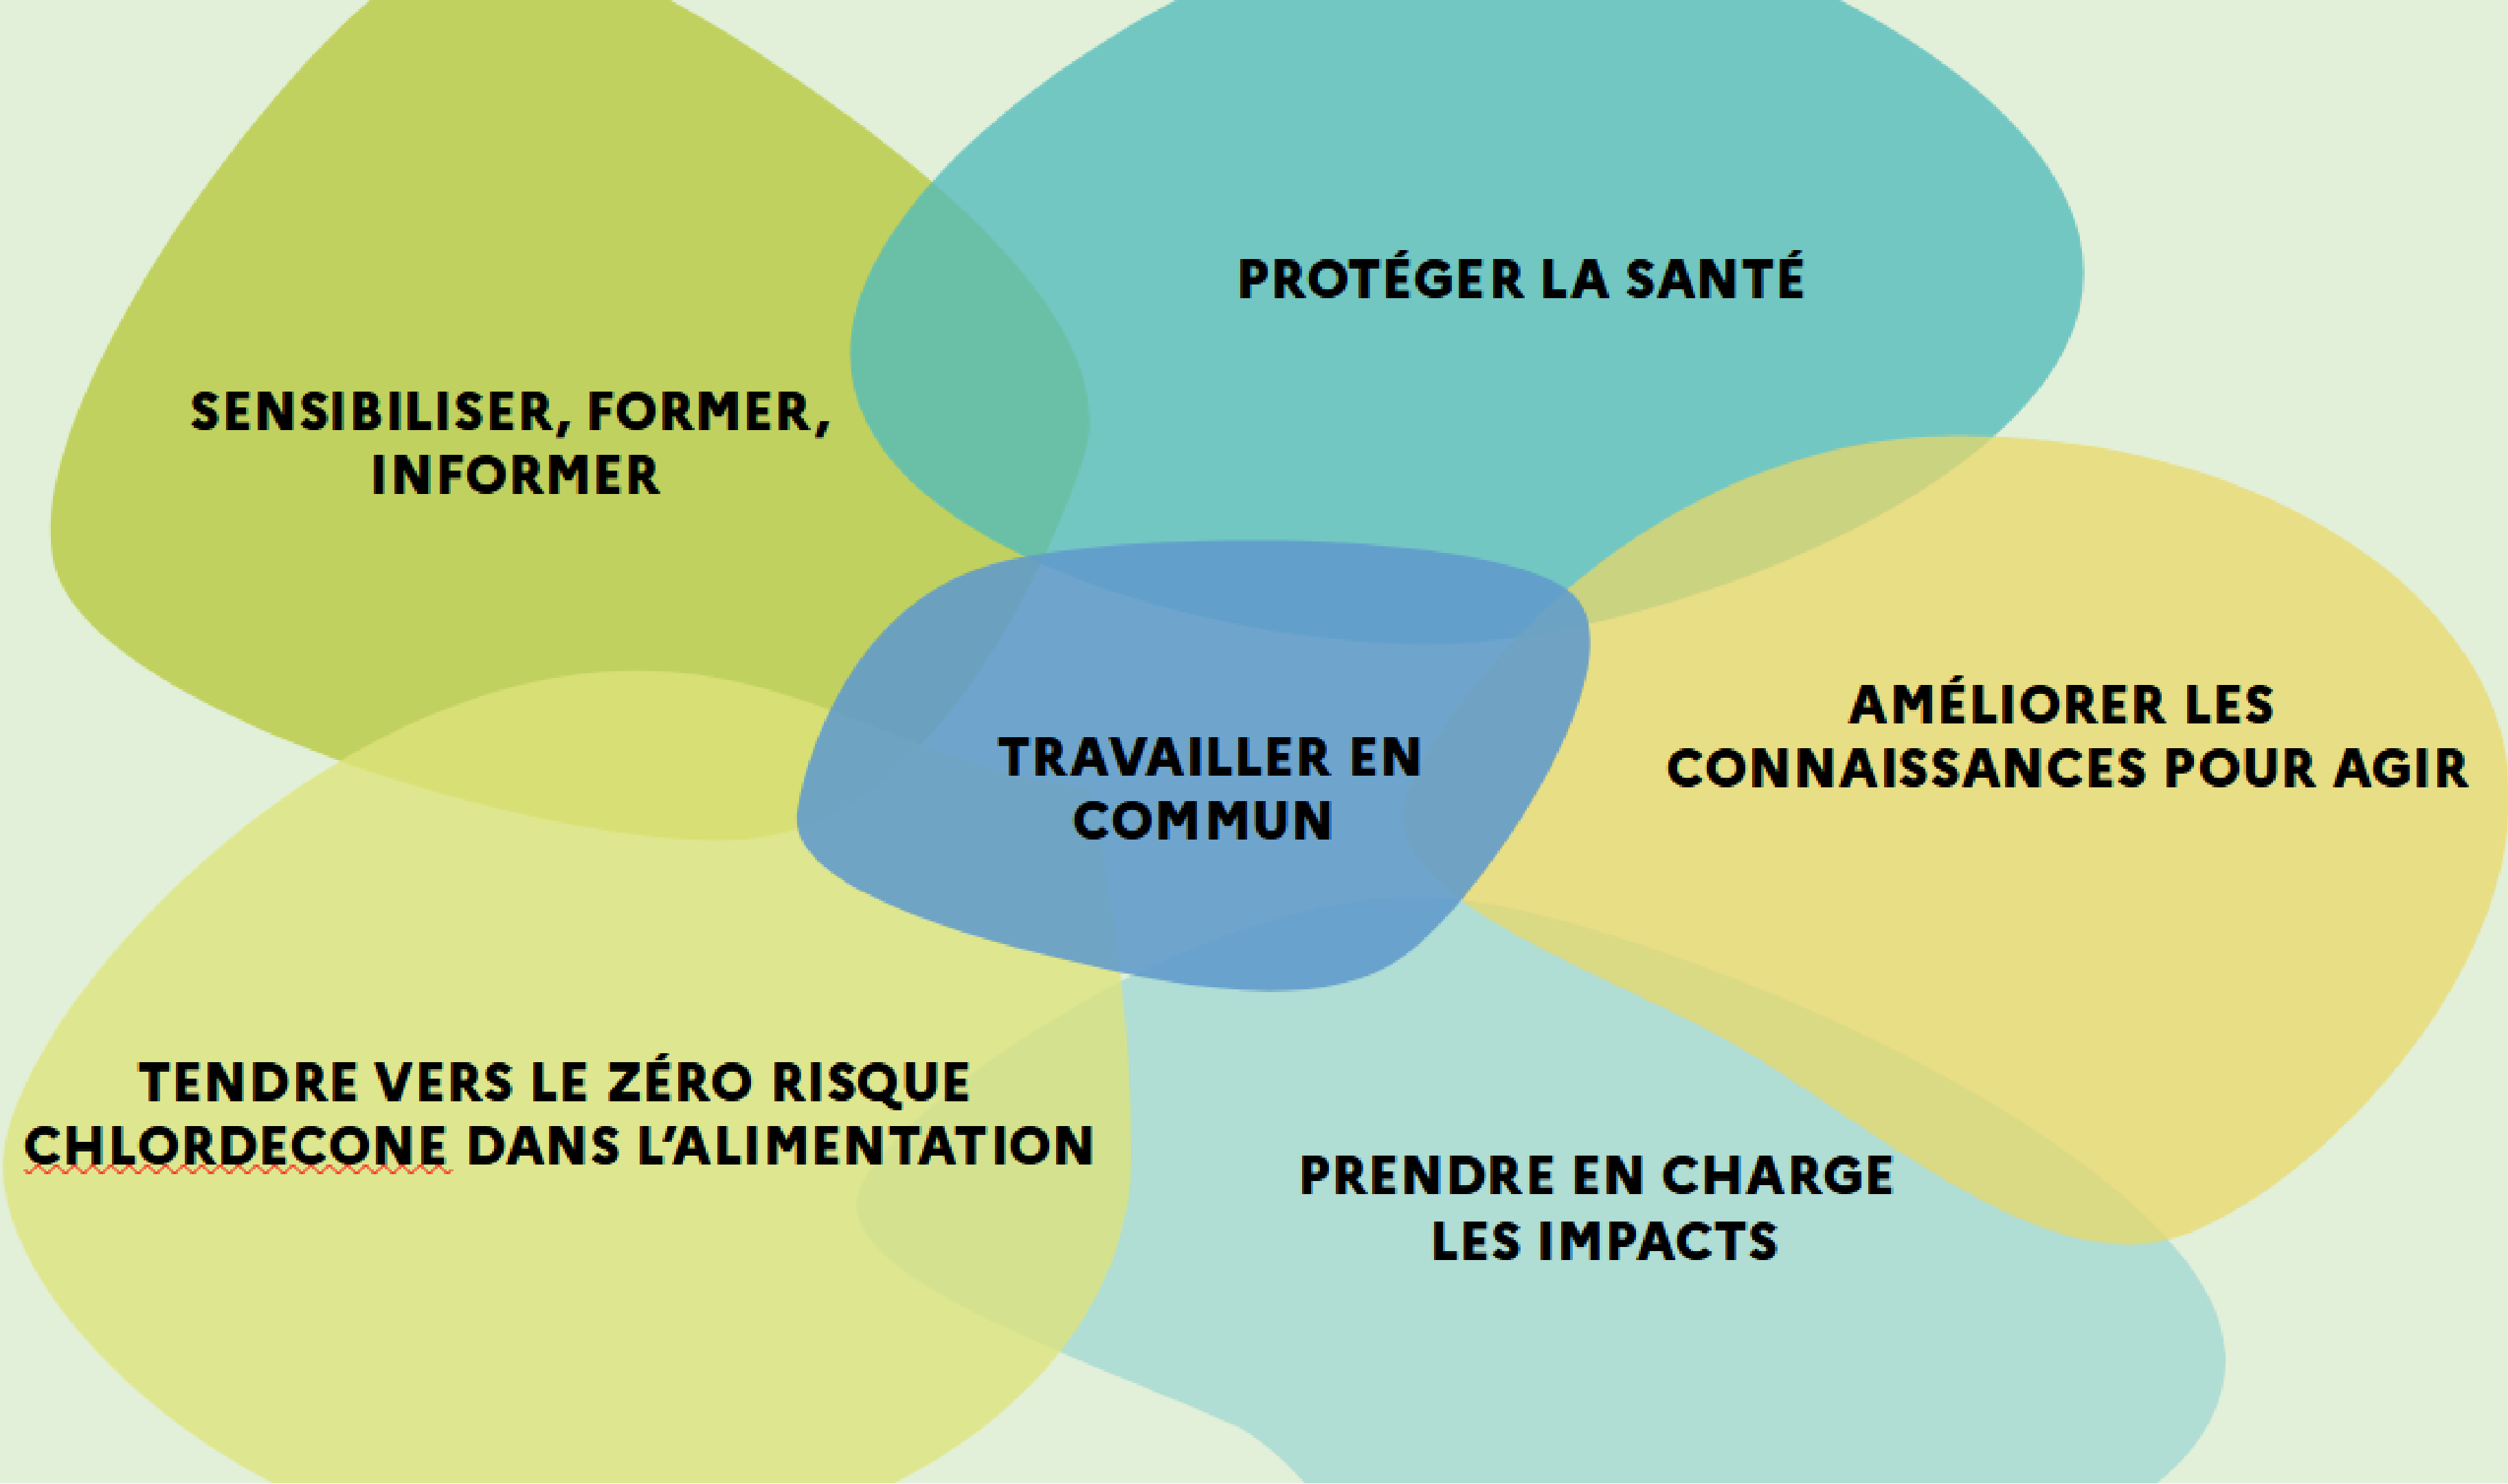 PROTÉGER LA SANTÉ
SENSIBILISER, FORMER,
INFORMER
AMÉLIORER LES
CONNAISSANCES POUR AGIR
TRAVAILLER EN
COMMUN
TENDRE VERS LE ZÉRO RISQUE
CHLORDECONE DANS L’ALIMENTATION
PRENDRE EN CHARGE
LES IMPACTS